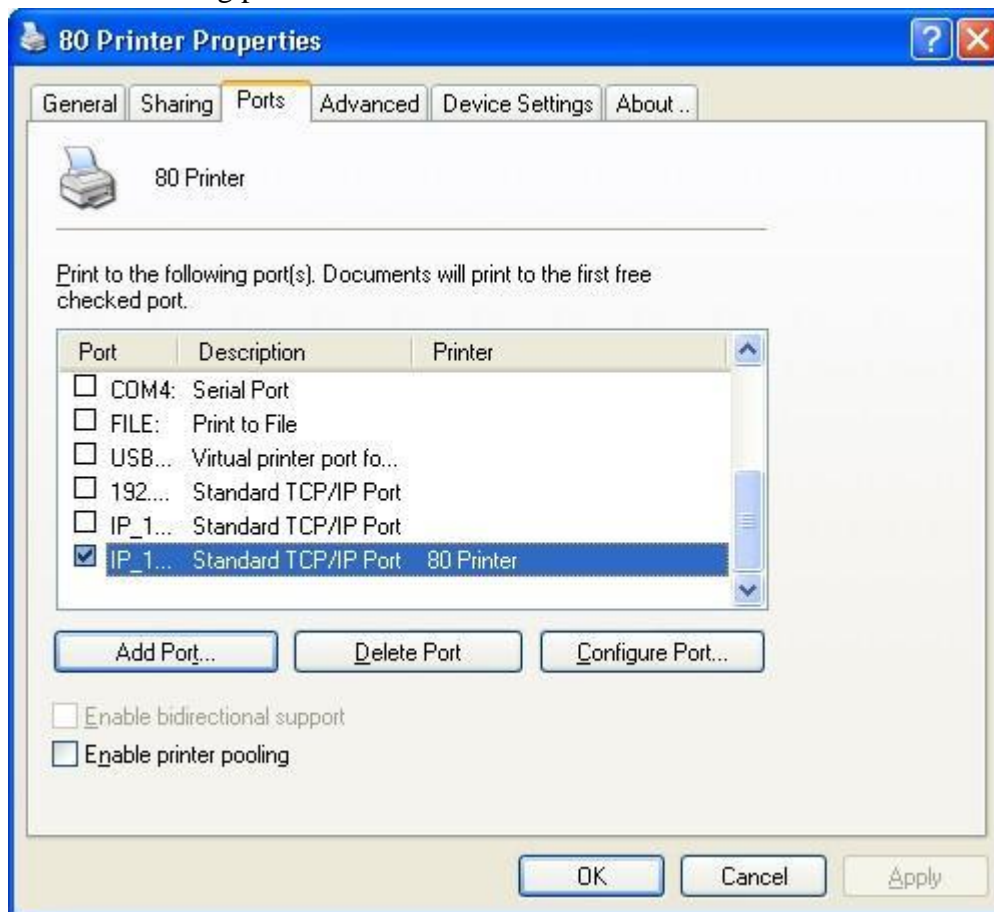 80 Printer Properties
General Sharing Ports Advanced Device Settings About ..
80 Printer
Print to the following port(s). Documents will print to the first free
checked port.
Port Description Printer
COM4: Serial Port
FILE: Print to File
USB... Virtual printer port fo...
192.... Standard TCP/IP Port
IP_1... Standard TCP/IP Port
IP_1... Standard TCP/IP Port 80 Printer
Add Port... Delete Port Configure Port...
Enable bidirectional support
Enable printer pooling
OK Cancel Apply